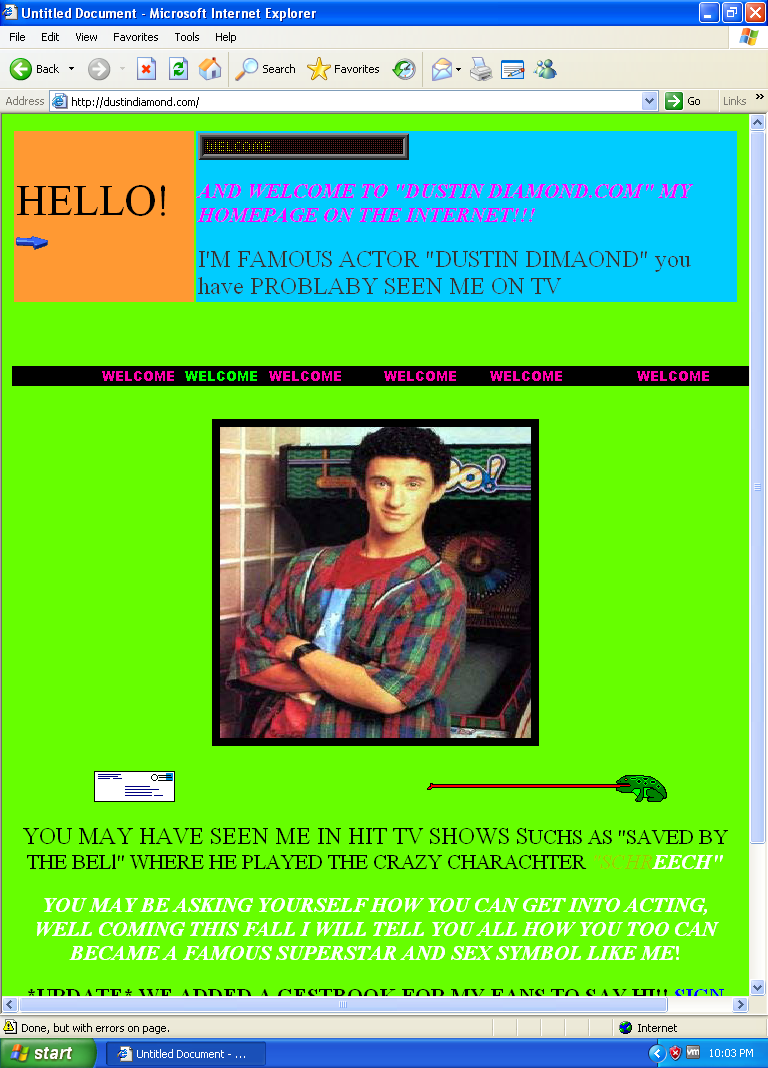 Untitled Document - Microsoft Internet Explorer
File Edit View Favorites Tools Help
Back Search Favorites
Address http://dustindiamond.com/ Go Links »
HELLO!
WELCOME
AND WELCOME TO "DUSTIN DIAMOND.COM" MY
HOMEPAGE ON THE INTERNET!!!
I'M FAMOUS ACTOR "DUSTIN DIMAOND" you
have PROBLABY SEEN ME ON TV
WELCOME WELCOME WELCOME WELCOME WELCOME WELCOME
YOU MAY HAVE SEEN ME IN HIT TV SHOWS SUCHS AS "SAVED BY
THE BELl" WHERE HE PLAYED THE CRAZY CHARACHTER "SCHREECH"
YOU MAY BE ASKING YOURSELF HOW YOU CAN GET INTO ACTING,
WELL COMING THIS FALL I WILL TELL YOU ALL HOW YOU TOO CAN
BECAME A FAMOUS SUPERSTAR AND SEX SYMBOL LIKE ME!
*UPDATE* WE ADDED A GESTBOOK FOR MY FANS TO SAY HI!! SIGN
Done, but with errors on page. Internet
start Untitled Document - ... vm 10:03 PM